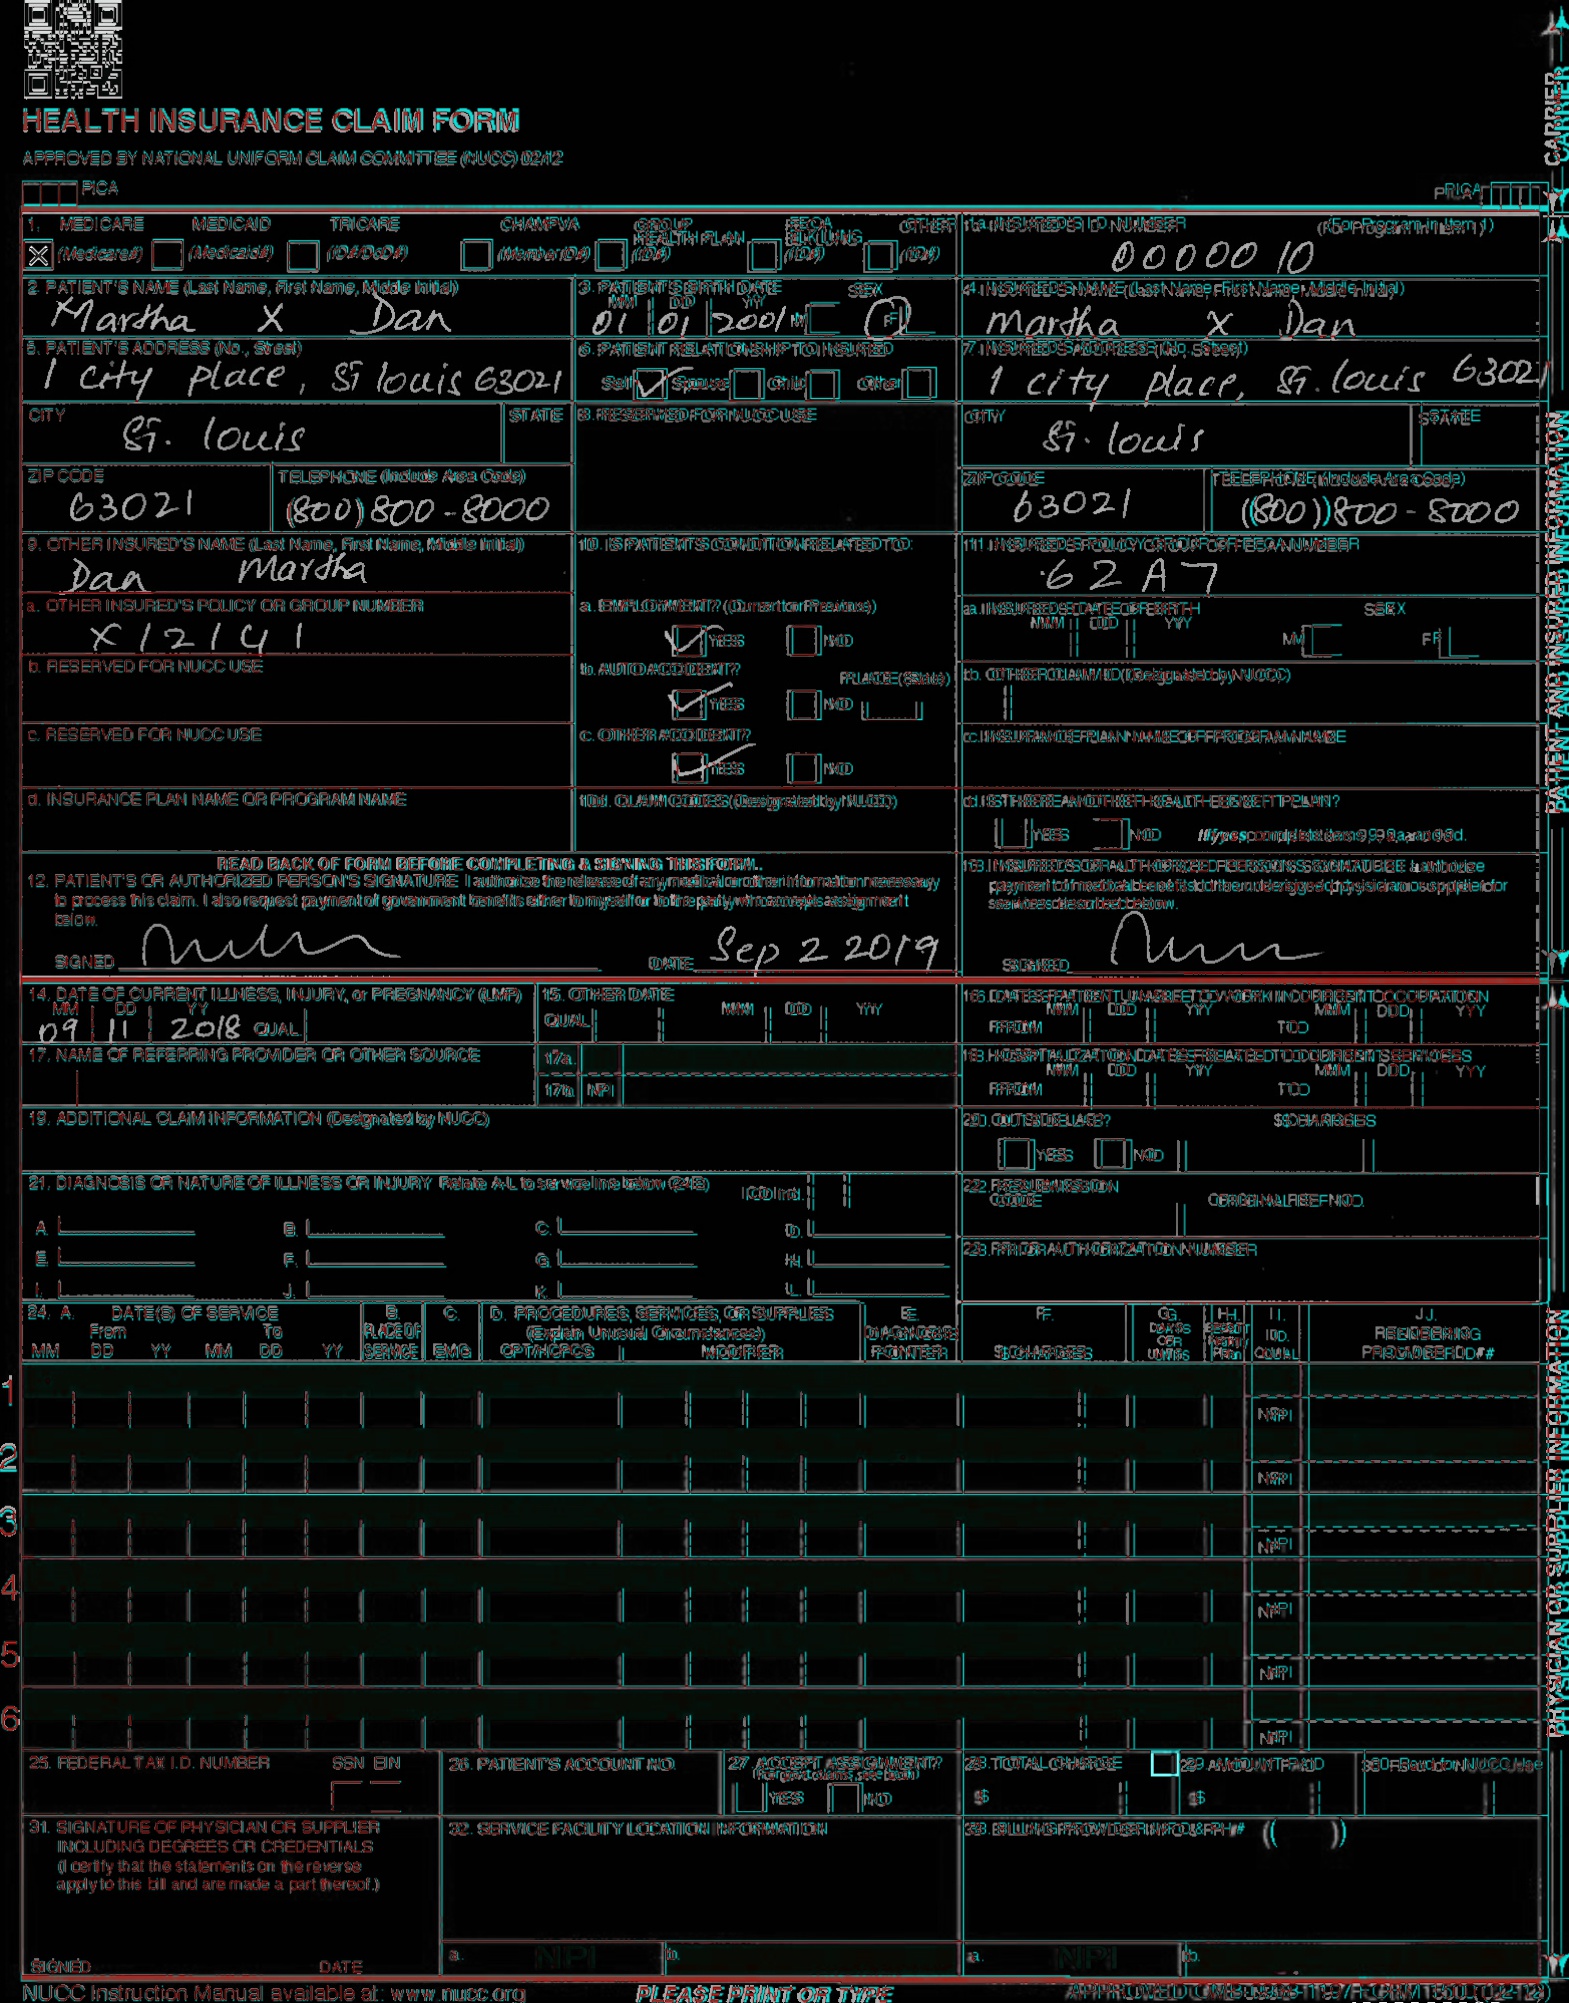 HEALTH INSURANCE CLAIM FORM
APPROVED BY NATIONAL UNIFORM CLAIM COMMITTEE (NUCC) 02/12
PICA PICA
1. MEDICARE MEDICAID TRICARE CHAMPVA GROUP HEALTH PLAN FECA BLK LUNG OTHER
(Medicare#) (Medicaid#) (ID#/DoD#) (Member ID#) (ID#) (ID#) (ID#)
1a. INSURED'S I.D. NUMBER (For Program in Item 1)
0000010
2. PATIENT'S NAME (Last Name, First Name, Middle Initial)
Martha X Dan
3. PATIENT'S BIRTH DATE SEX
MM DD YY
01 01 2001 M F
4. INSURED'S NAME (Last Name, First Name, Middle Initial)
Martha X Dan
5. PATIENT'S ADDRESS (No., Street)
1 city place, St louis 63021
6. PATIENT RELATIONSHIP TO INSURED
Self Spouse Child Other
7. INSURED'S ADDRESS (No., Street)
1 city place, St. louis 63021
CITY STATE
St. louis
8. RESERVED FOR NUCC USE
CITY STATE
St. louis
ZIP CODE TELEPHONE (Include Area Code)
63021 (800) 800-8000
ZIP CODE TELEPHONE (Include Area Code)
63021 (800) 800-8000
9. OTHER INSURED'S NAME (Last Name, First Name, Middle Initial)
Dan Martha
10. IS PATIENT'S CONDITION RELATED TO:
11. INSURED'S POLICY GROUP OR FECA NUMBER
62A7
a. OTHER INSURED'S POLICY OR GROUP NUMBER
X12141
a. EMPLOYMENT? (Current or Previous)
YES NO
a. INSURED'S DATE OF BIRTH SEX
MM DD YY M F
b. RESERVED FOR NUCC USE
b. AUTO ACCIDENT? PLACE (State)
YES NO
b. OTHER CLAIM ID (Designated by NUCC)
c. RESERVED FOR NUCC USE
c. OTHER ACCIDENT?
YES NO
c. INSURANCE PLAN NAME OR PROGRAM NAME
d. INSURANCE PLAN NAME OR PROGRAM NAME
10d. CLAIM CODES (Designated by NUCC)
d. IS THERE ANOTHER HEALTH BENEFIT PLAN?
YES NO If yes, complete items 9, 9a, and 9d.
READ BACK OF FORM BEFORE COMPLETING & SIGNING THIS FORM.
12. PATIENT'S OR AUTHORIZED PERSON'S SIGNATURE I authorize the release of any medical or other information necessary
to process this claim. I also request payment of government benefits either to myself or to the party who accepts assignment
below.
SIGNED DATE Sep 2 2019
13. INSURED'S OR AUTHORIZED PERSON'S SIGNATURE I authorize
payment of medical benefits to the undersigned physician or supplier for
services described below.
SIGNED
14. DATE OF CURRENT ILLNESS, INJURY, or PREGNANCY (LMP)
MM DD YY
09 11 2018 QUAL.
15. OTHER DATE
QUAL. MM DD YY
16. DATES PATIENT UNABLE TO WORK IN CURRENT OCCUPATION
MM DD YY MM DD YY
FROM TO
17. NAME OF REFERRING PROVIDER OR OTHER SOURCE
17a.
17b. NPI
18. HOSPITALIZATION DATES RELATED TO CURRENT SERVICES
MM DD YY MM DD YY
FROM TO
19. ADDITIONAL CLAIM INFORMATION (Designated by NUCC)
20. OUTSIDE LAB? $ CHARGES
YES NO
21. DIAGNOSIS OR NATURE OF ILLNESS OR INJURY Relate A-L to service line below (24E) ICD Ind.
A. B. C. D.
E. F. G. H.
I. J. K. L.
22. RESUBMISSION CODE ORIGINAL REF. NO.
23. PRIOR AUTHORIZATION NUMBER
24. A. DATE(S) OF SERVICE
From To
MM DD YY MM DD YY
B. PLACE OF SERVICE
C. EMG
D. PROCEDURES, SERVICES, OR SUPPLIES
(Explain Unusual Circumstances)
CPT/HCPCS MODIFIER
E. DIAGNOSIS POINTER
F. $ CHARGES
G. DAYS OR UNITS
H. EPSDT Family Plan
I. ID. QUAL.
J. RENDERING PROVIDER ID. #
1 NPI
2 NPI
3 NPI
4 NPI
5 NPI
6 NPI
25. FEDERAL TAX I.D. NUMBER SSN EIN
26. PATIENT'S ACCOUNT NO.
27. ACCEPT ASSIGNMENT?
(For govt. claims, see back)
YES NO
28. TOTAL CHARGE
$
29. AMOUNT PAID
$
30. Rsvd for NUCC Use
31. SIGNATURE OF PHYSICIAN OR SUPPLIER
INCLUDING DEGREES OR CREDENTIALS
(I certify that the statements on the reverse
apply to this bill and are made a part thereof.)
SIGNED DATE
32. SERVICE FACILITY LOCATION INFORMATION
a. NPI b.
33. BILLING PROVIDER INFO & PH # ( )
a. NPI b.
NUCC Instruction Manual available at: www.nucc.org
PLEASE PRINT OR TYPE
APPROVED OMB-0938-1197 FORM 1500 (02-12)
CARRIER
PATIENT AND INSURED INFORMATION
PHYSICIAN OR SUPPLIER INFORMATION